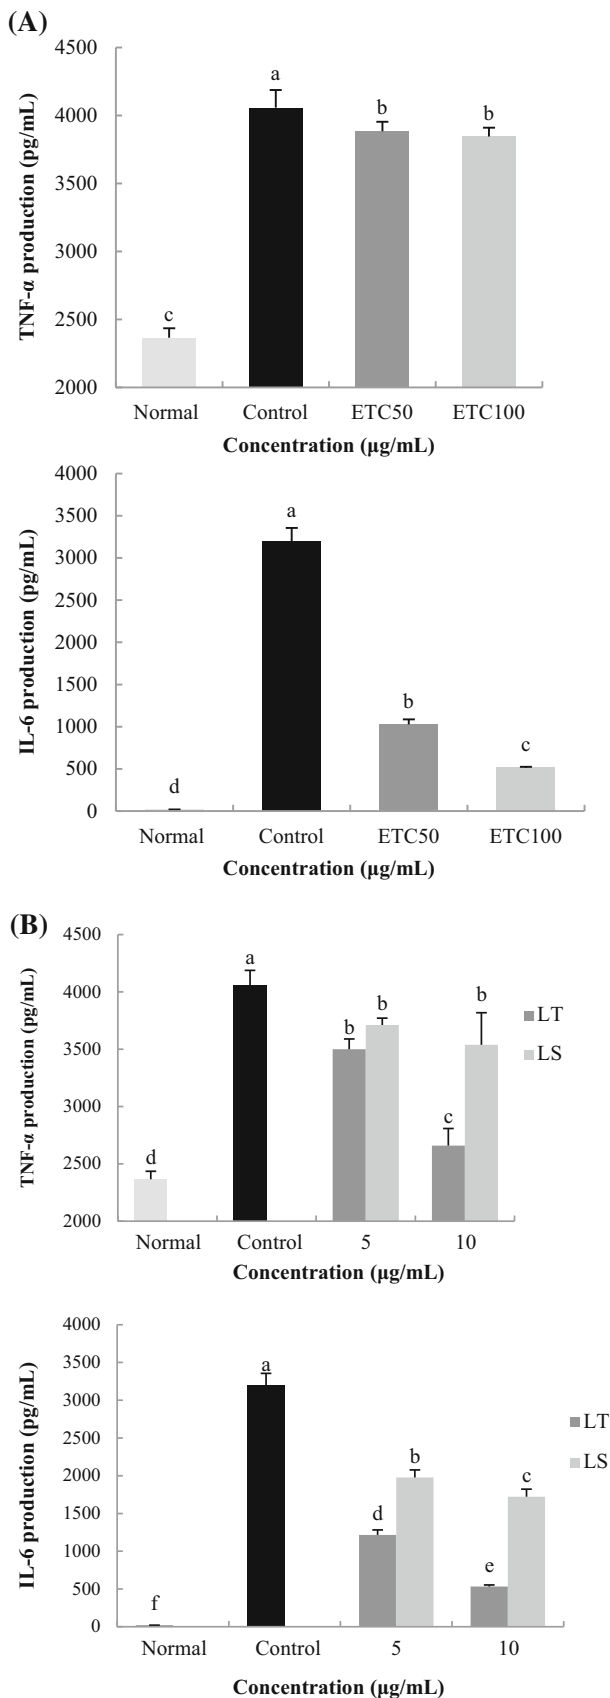 (A)
TNF-α production (pg/mL)
4500
4000
3500
3000
2500
2000
a
b
b
c
Normal Control ETC50 ETC100
Concentration (µg/mL)
IL-6 production (pg/mL)
4000
3500
3000
2500
2000
1500
1000
500
0
a
b
c
d
Normal Control ETC50 ETC100
Concentration (µg/mL)
(B)
TNF-α production (pg/mL)
4500
4000
3500
3000
2500
2000
a
b
b
b
c
d
LT
LS
Normal Control 5 10
Concentration (µg/mL)
IL-6 production (pg/mL)
4000
3500
3000
2500
2000
1500
1000
500
0
a
b
c
d
e
f
LT
LS
Normal Control 5 10
Concentration (µg/mL)